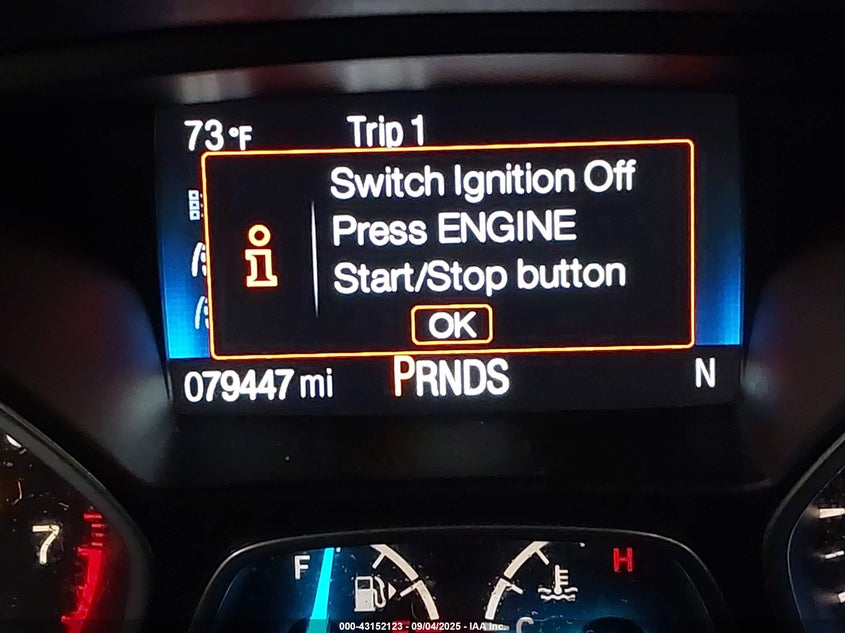 73°F Trip 1
Switch Ignition Off
Press ENGINE
Start/Stop button
OK
079447 mi PRNDS N
7
F H
C
000-43152123 - 09/04/2025 - IAA Inc.